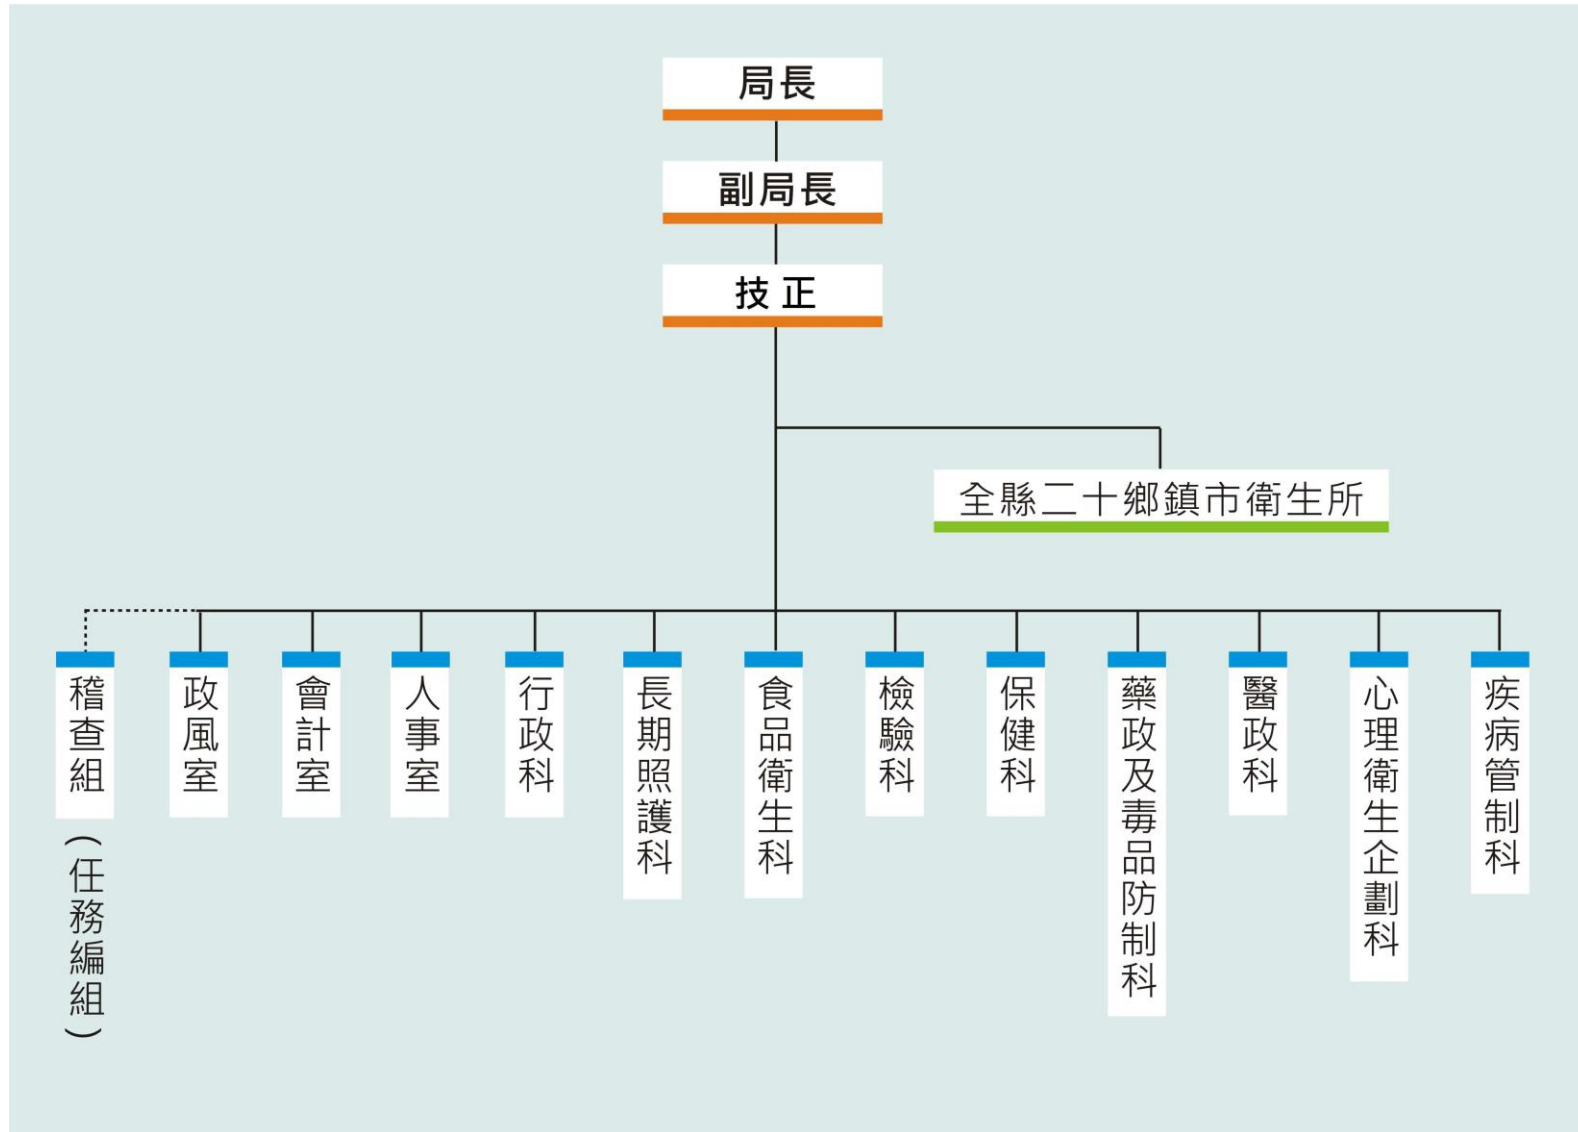 局長
副局長
技正
全縣二十鄉鎮市衛生所
稽查組
(任務編組)
政風室
會計室
人事室
行政科
長期照護科
食品衛生科
檢驗科
保健科
藥政及毒品防制科
醫政科
心理衛生企劃科
疾病管制科